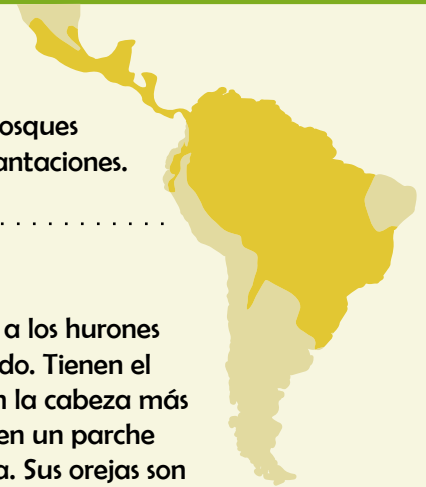 osques
antaciones.
. . . . . . . . . . .
a los hurones
do. Tienen el
n la cabeza más
en un parche
a. Sus orejas son